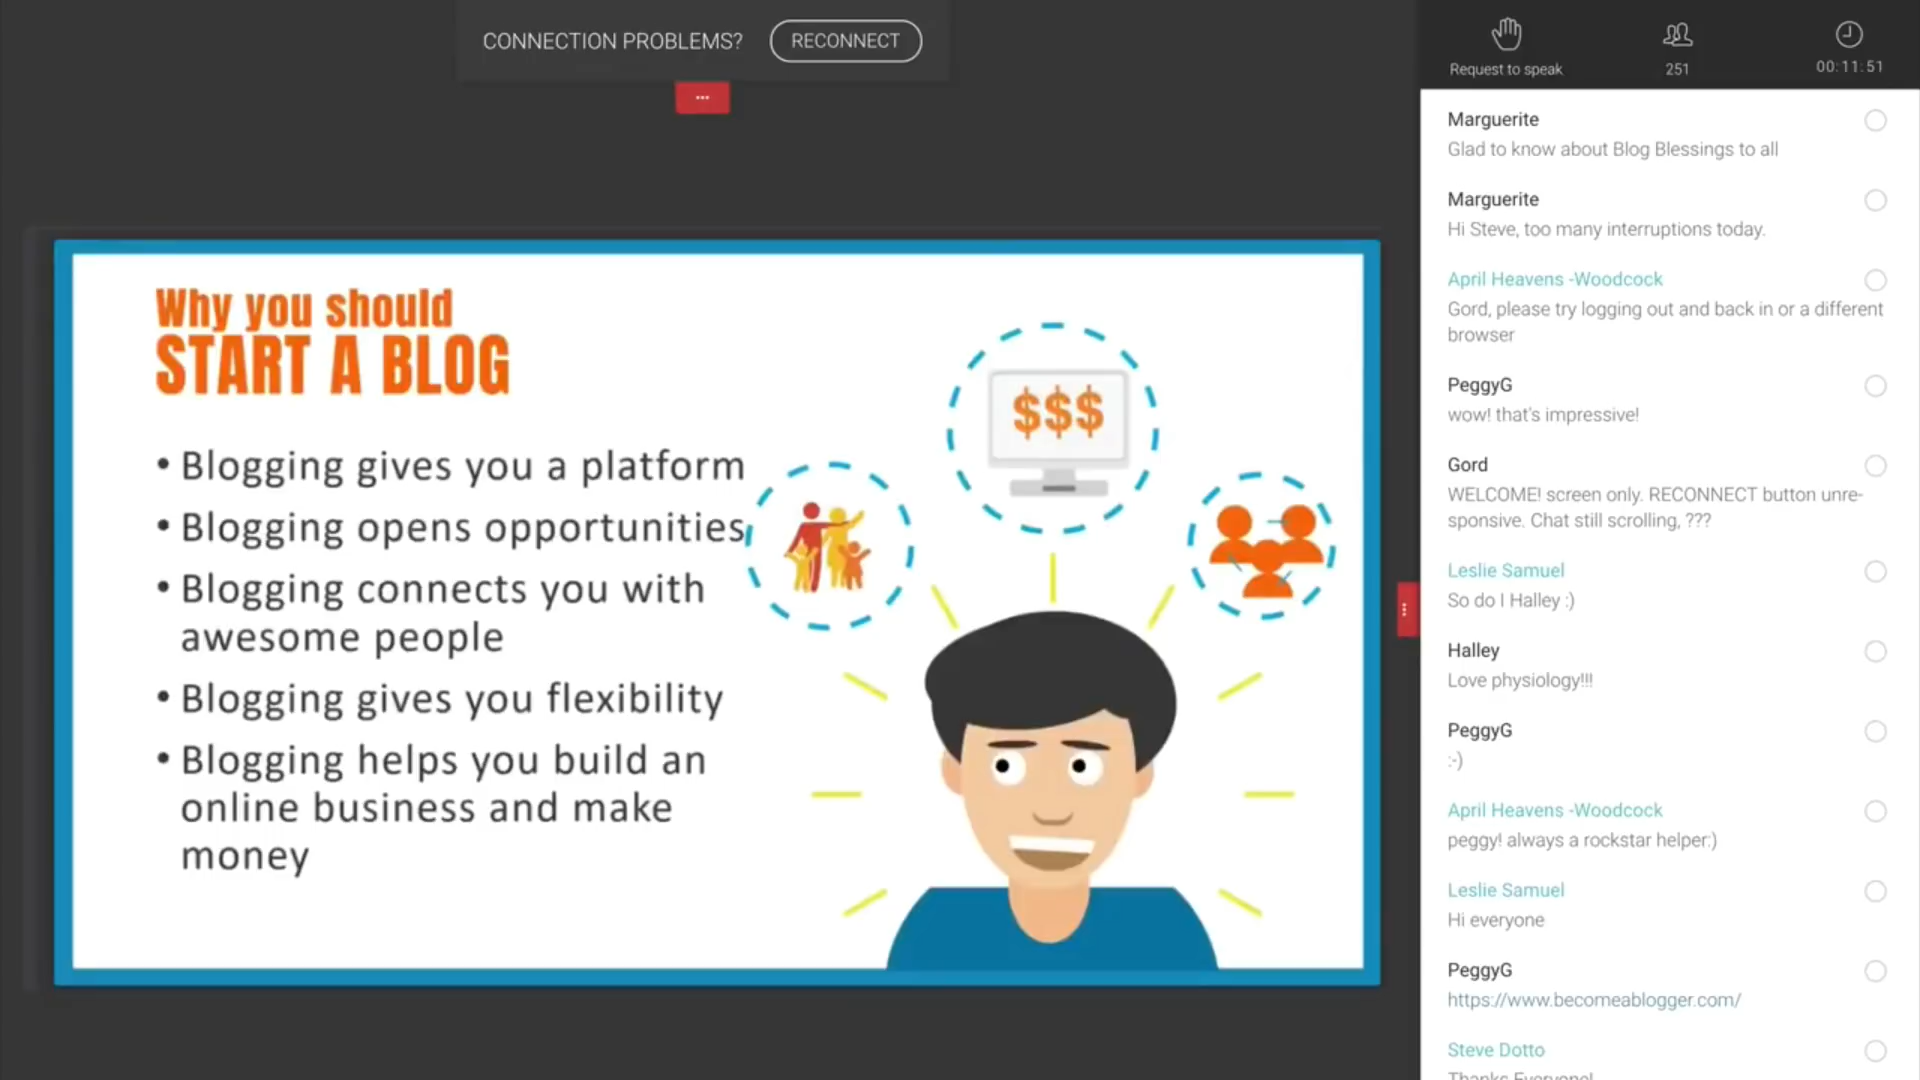 CONNECTION PROBLEMS?
RECONNECT
Request to speak
251
00:11:51
Why you should
START A BLOG
• Blogging gives you a platform
• Blogging opens opportunities
• Blogging connects you with
awesome people
• Blogging gives you flexibility
• Blogging helps you build an
online business and make
money
$$$
Marguerite
Glad to know about Blog Blessings to all
Marguerite
Hi Steve, too many interruptions today.
April Heavens -Woodcock
Gord, please try logging out and back in or a different
browser
PeggyG
wow! that's impressive!
Gord
WELCOME! screen only. RECONNECT button unre-
sponsive. Chat still scrolling, ???
Leslie Samuel
So do I Halley :)
Halley
Love physiology!!!
PeggyG
:-)
April Heavens -Woodcock
peggy! always a rockstar helper:)
Leslie Samuel
Hi everyone
PeggyG
https://www.becomeablogger.com/
Steve Dotto
Thanks Everyone!